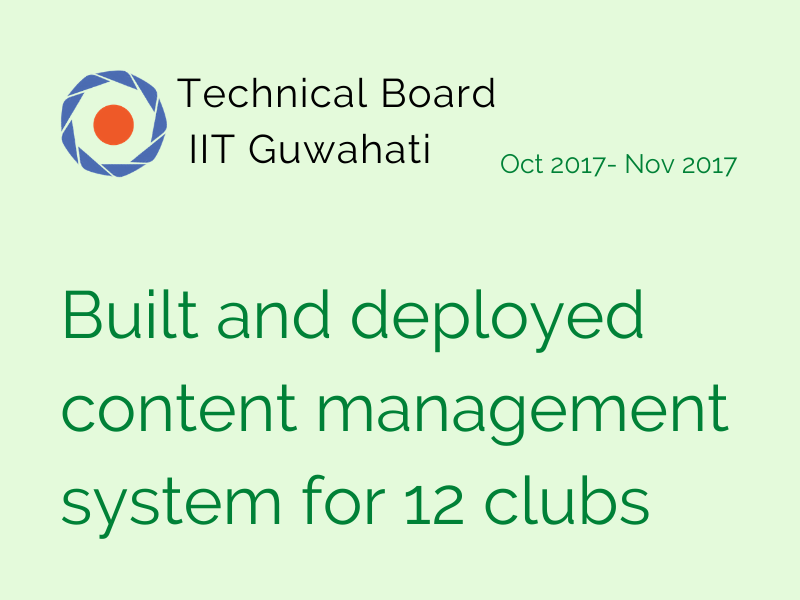 Technical Board
IIT Guwahati
Oct 2017- Nov 2017
Built and deployed
content management
system for 12 clubs